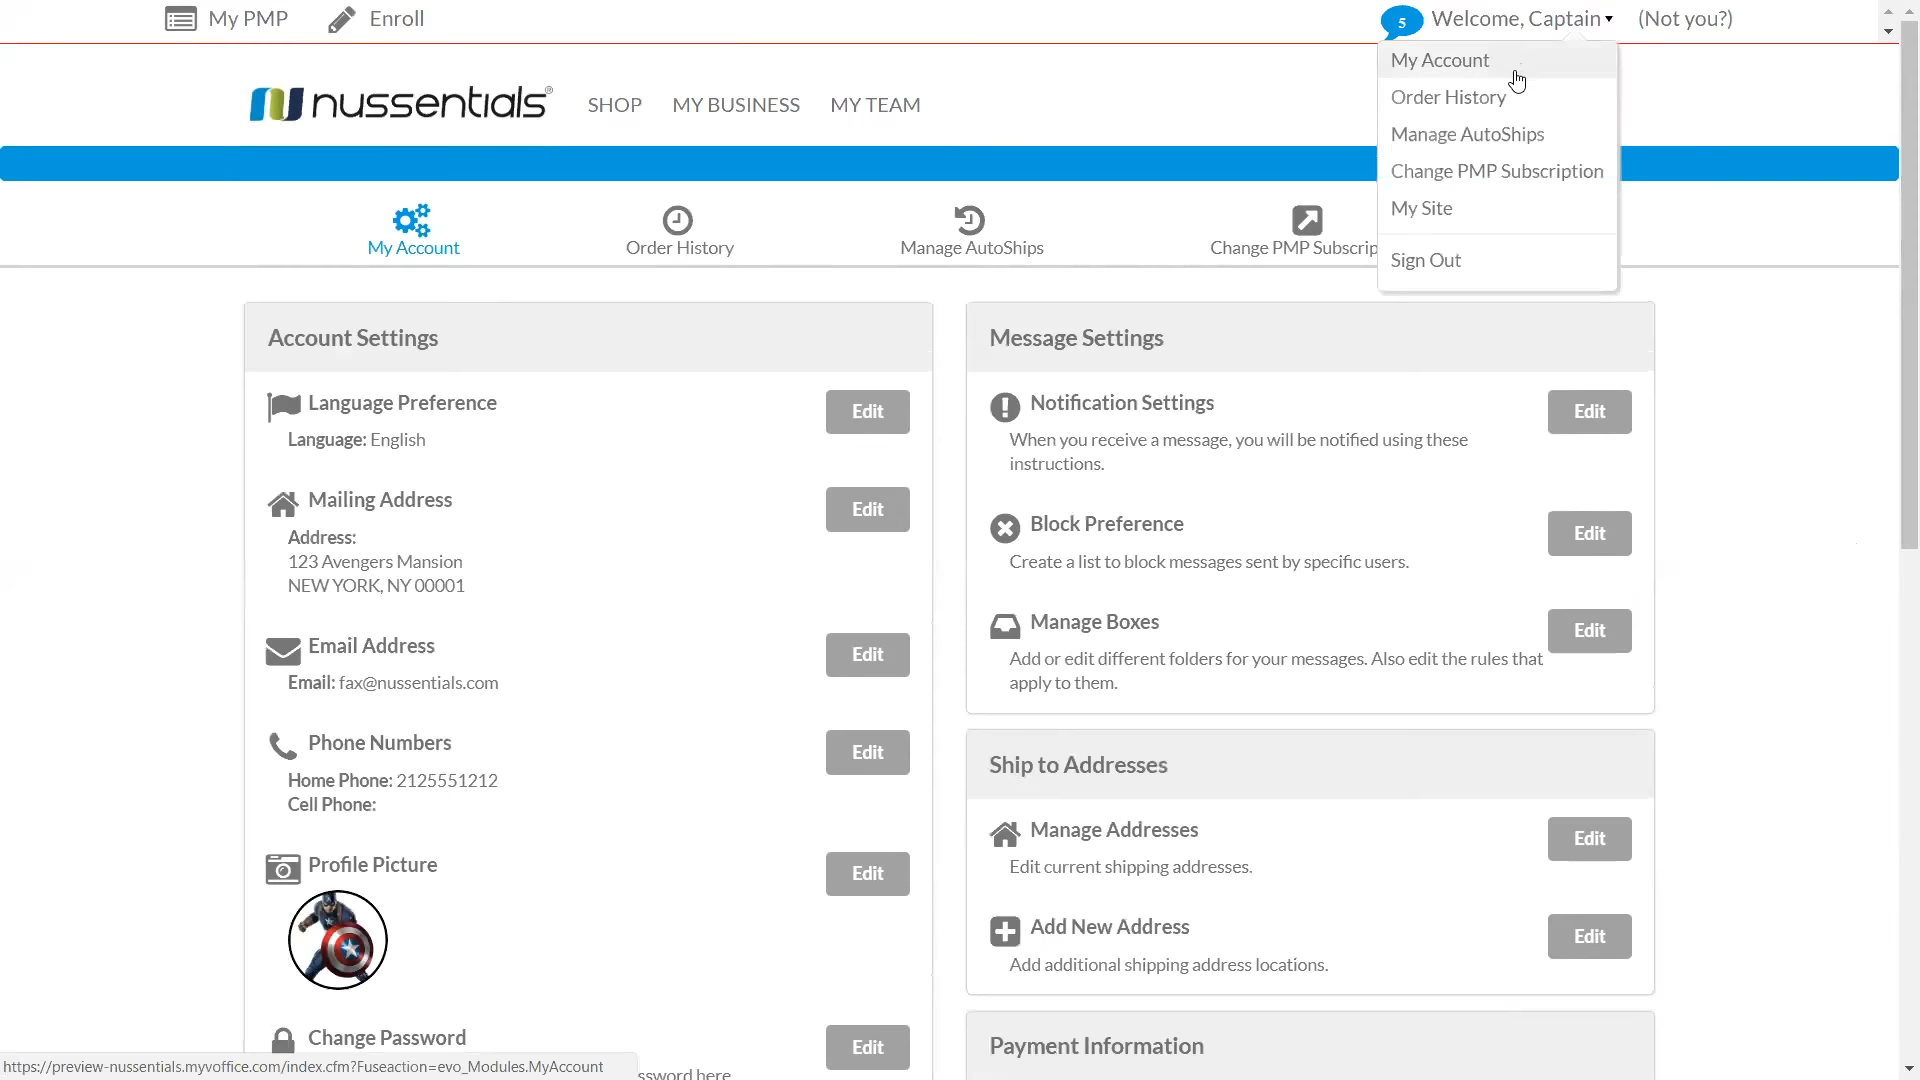 My PMP
Enroll
5
Welcome, Captain
(Not you?)
My Account
Order History
Manage AutoShips
Change PMP Subscription
My Site
Sign Out
nussentials®
SHOP
MY BUSINESS
MY TEAM
My Account
Order History
Manage AutoShips
Change PMP Subscrip
Account Settings
Language Preference
Edit
Language: English
Mailing Address
Edit
Address:
123 Avengers Mansion
NEW YORK, NY 00001
Email Address
Edit
Email: fax@nussentials.com
Phone Numbers
Edit
Home Phone: 2125551212
Cell Phone:
Profile Picture
Edit
Change Password
Edit
ssword here
Message Settings
Notification Settings
Edit
When you receive a message, you will be notified using these
instructions.
Block Preference
Edit
Create a list to block messages sent by specific users.
Manage Boxes
Edit
Add or edit different folders for your messages. Also edit the rules that
apply to them.
Ship to Addresses
Manage Addresses
Edit
Edit current shipping addresses.
Add New Address
Edit
Add additional shipping address locations.
Payment Information
https://preview-nussentials.myvoffice.com/index.cfm?Fuseaction=evo_Modules.MyAccount